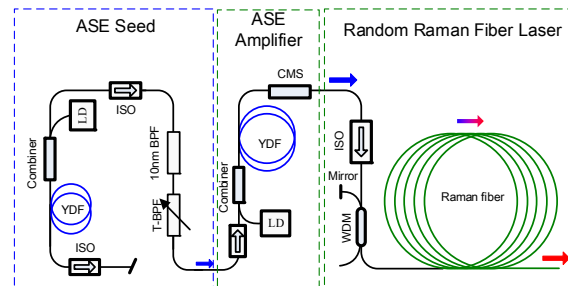 ASE Seed
ASE
Amplifier
Random Raman Fiber Laser
ISO
LD
Combiner
YDF
ISO
10nm BPF
T-BPF
CMS
YDF
Combiner
LD
ISO
Mirror
WDM
Raman fiber